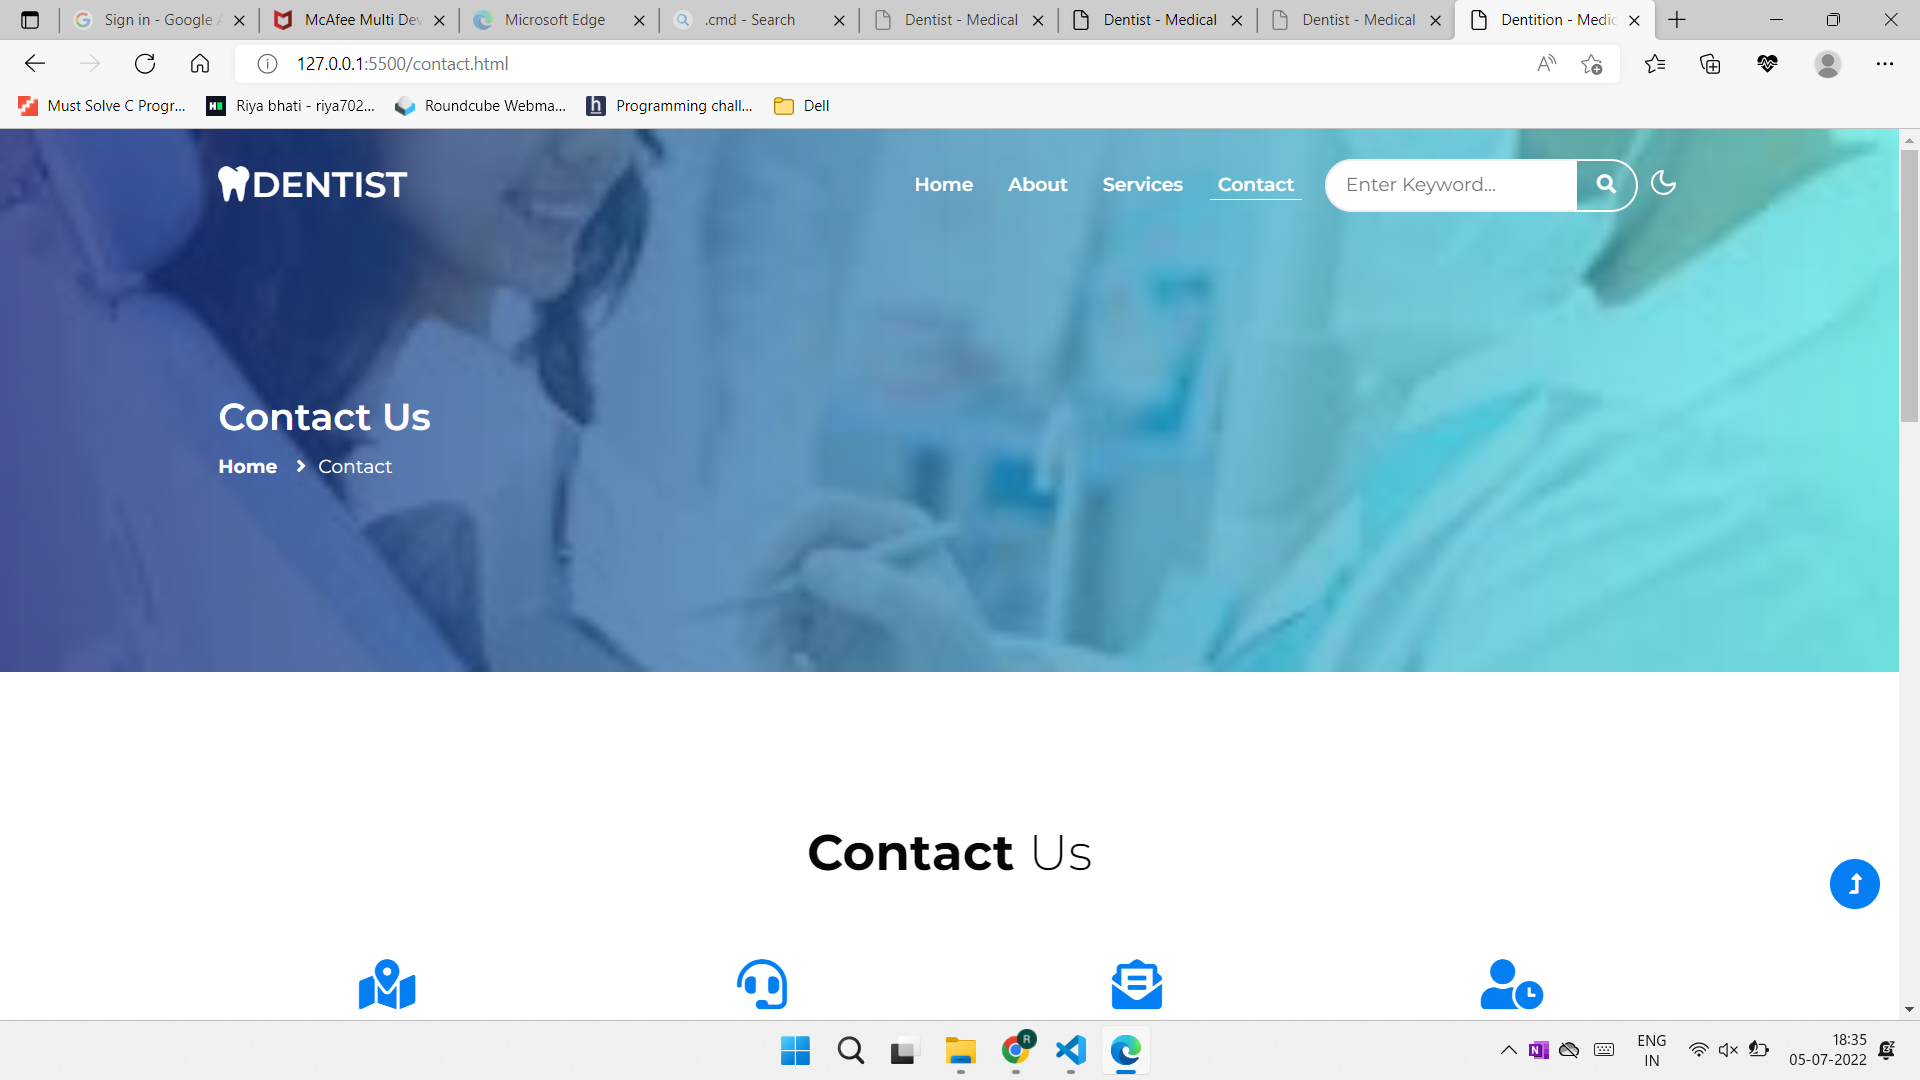 Sign in - Google A
McAfee Multi Dev
Microsoft Edge
.cmd - Search
Dentist - Medical
Dentist - Medical
Dentist - Medical
Dentition - Medic
127.0.0.1:5500/contact.html
Must Solve C Progr...
Riya bhati - riya702...
Roundcube Webma...
Programming chall...
Dell
DENTIST
Home
About
Services
Contact
Enter Keyword...
Contact Us
Home
Contact
Contact Us
R
N
ENG
IN
18:35
05-07-2022